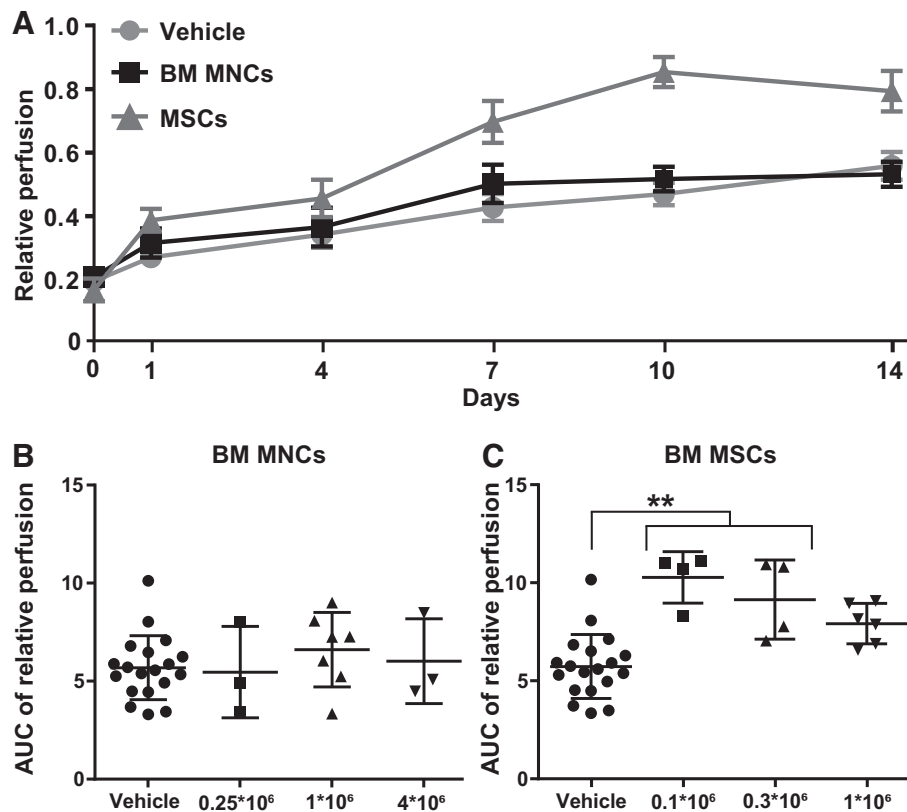 A
1.0
Vehicle
BM MNCs
MSCs
0.8
0.6
0.4
0.2
0
Relative perfusion
0 1 4 7 10 14
Days
B
BM MNCs
15
10
5
0
AUC of relative perfusion
Vehicle 0.25*10⁶ 1*10⁶ 4*10⁶
C
BM MSCs
**
15
10
5
0
AUC of relative perfusion
Vehicle 0.1*10⁶ 0.3*10⁶ 1*10⁶